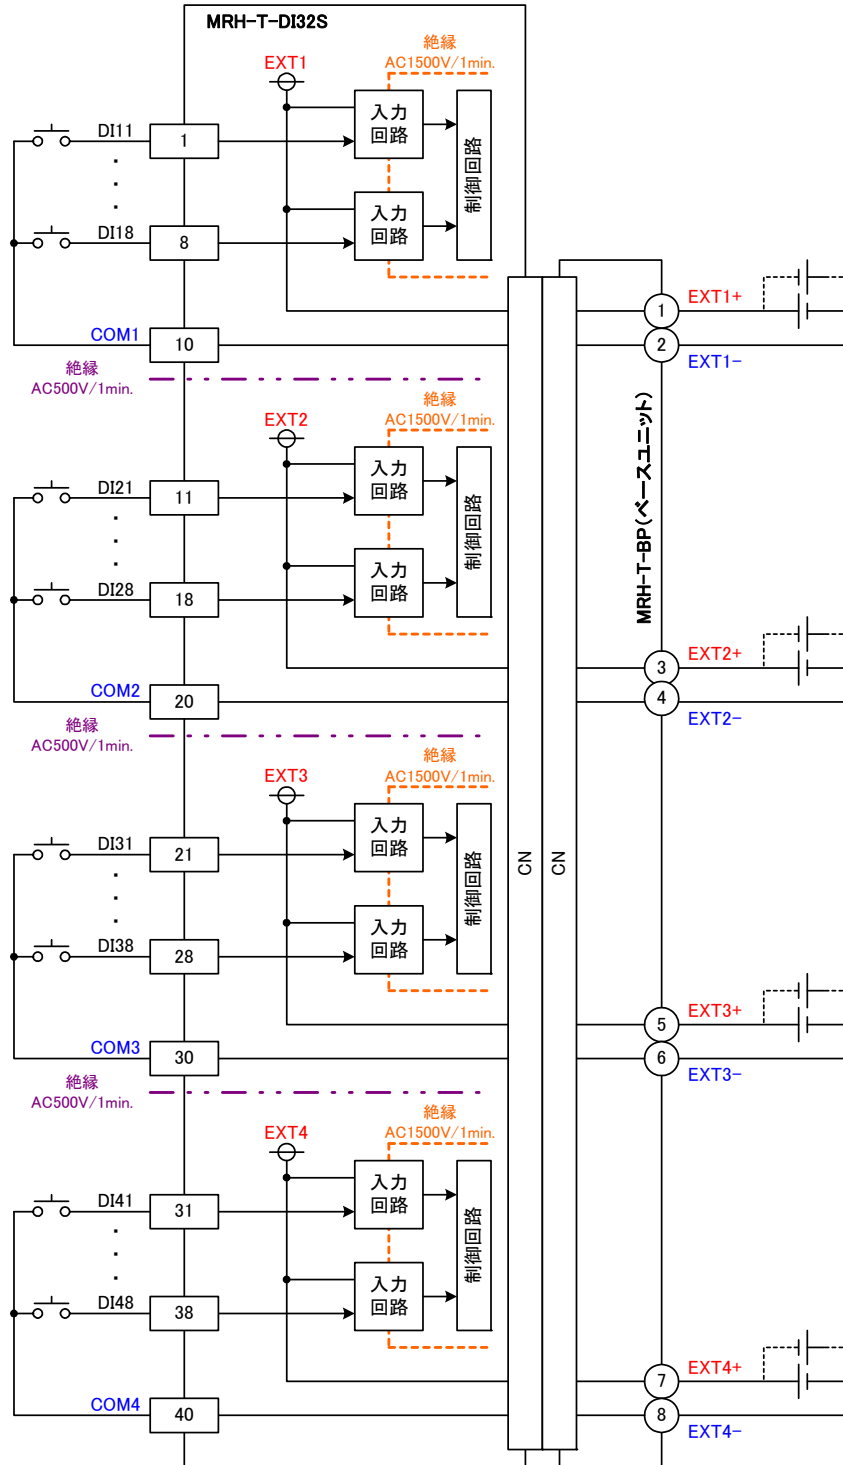 MRH-T-DI32S
絶縁
AC1500V/1min.
EXT1
入力
回路
DI11
1
制御回路
入力
回路
DI18
8
EXT1+
1
COM1
10
2
EXT1-
絶縁
AC500V/1min.
絶縁
AC1500V/1min.
EXT2
MRH-T-BP(ベースユニット)
入力
回路
DI21
11
制御回路
入力
回路
DI28
18
EXT2+
3
COM2
20
4
EXT2-
絶縁
AC500V/1min.
絶縁
AC1500V/1min.
EXT3
入力
回路
DI31
21
制御回路
CN
CN
入力
回路
DI38
28
EXT3+
5
COM3
30
6
EXT3-
絶縁
AC500V/1min.
絶縁
AC1500V/1min.
EXT4
入力
回路
DI41
31
制御回路
入力
回路
DI48
38
EXT4+
7
COM4
40
8
EXT4-